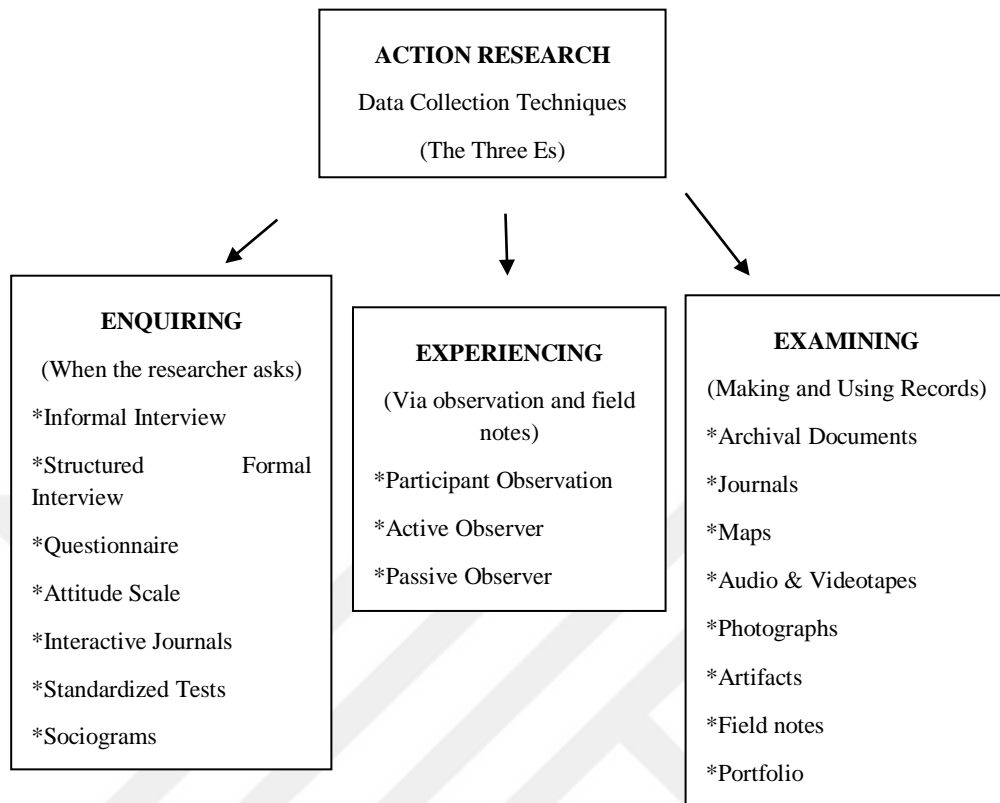 ACTION RESEARCH
Data Collection Techniques
(The Three Es)
ENQUIRING
(When the researcher asks)
*Informal Interview
*Structured Formal
Interview
*Questionnaire
*Attitude Scale
*Interactive Journals
*Standardized Tests
*Sociograms
EXPERIENCING
(Via observation and field
notes)
*Participant Observation
*Active Observer
*Passive Observer
EXAMINING
(Making and Using Records)
*Archival Documents
*Journals
*Maps
*Audio & Videotapes
*Photographs
*Artifacts
*Field notes
*Portfolio